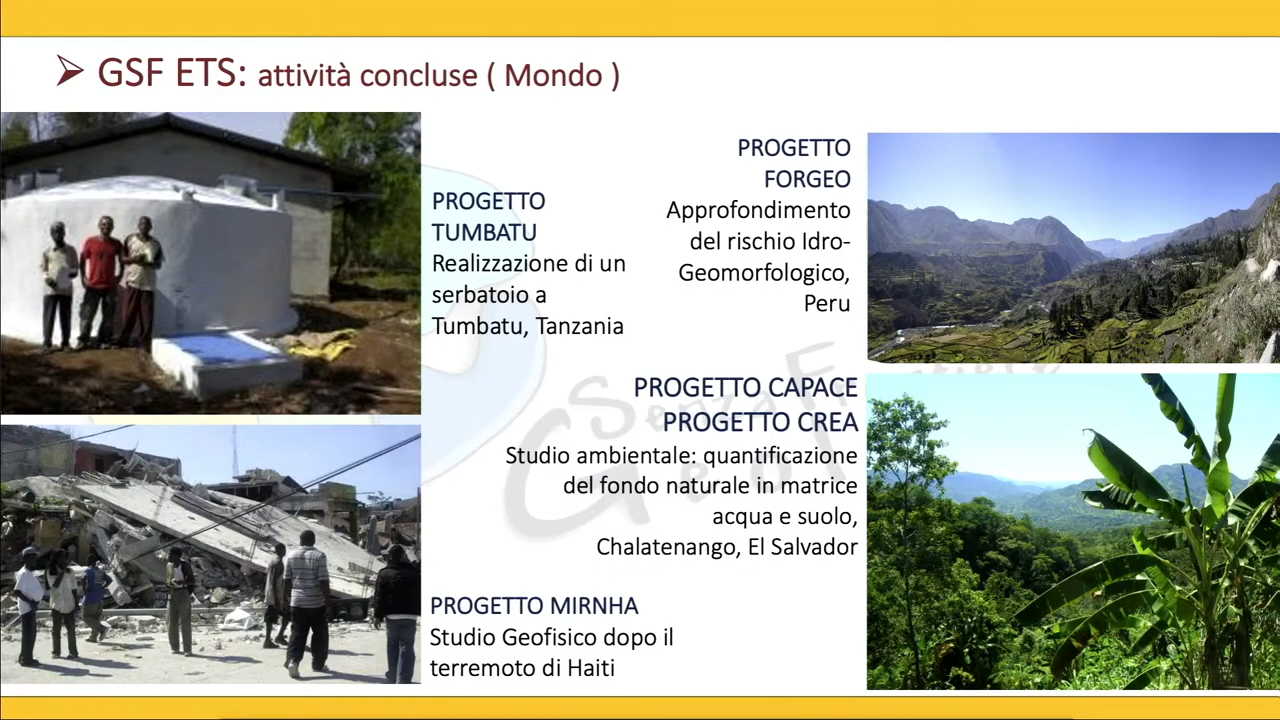 GSF ETS: attività concluse ( Mondo )
PROGETTO
TUMBATU
Realizzazione di un
serbatoio a
Tumbatu, Tanzania
PROGETTO
FORGEO
Approfondimento
del rischio Idro-
Geomorfologico,
Peru
PROGETTO CAPACE
PROGETTO CREA
Studio ambientale: quantificazione
del fondo naturale in matrice
acqua e suolo,
Chalatenango, El Salvador
PROGETTO MIRNHA
Studio Geofisico dopo il
terremoto di Haiti
Senza